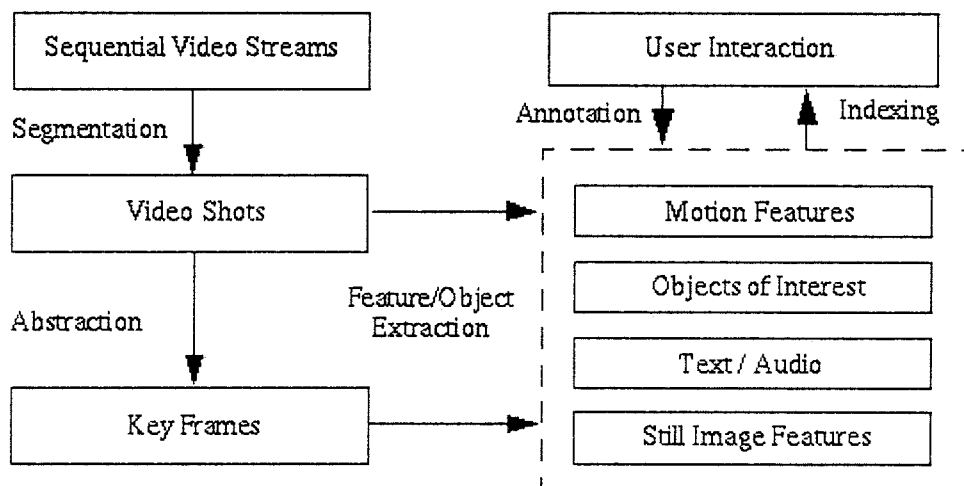 Sequential Video Streams
User Interaction
Segmentation
Annotation
Indexing
Video Shots
Motion Features
Objects of Interest
Abstraction
Feature/Object
Extraction
Text / Audio
Key Frames
Still Image Features